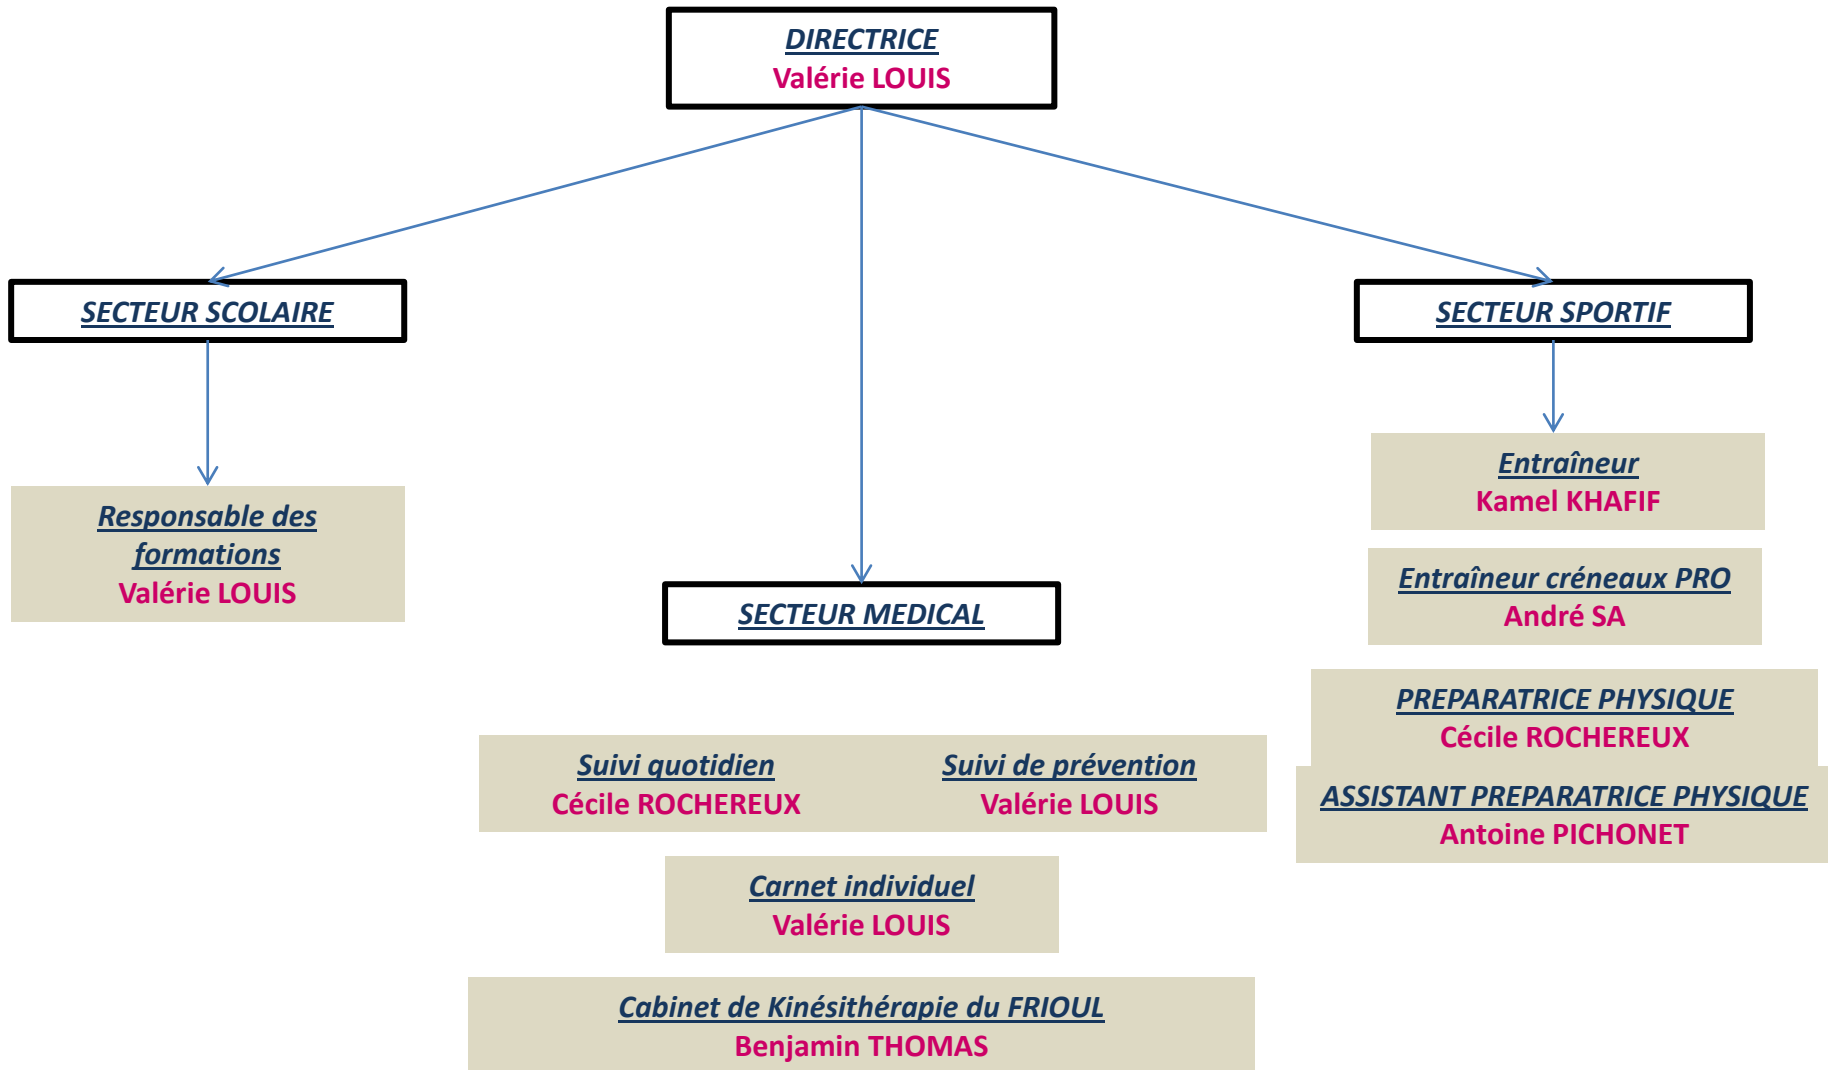 DIRECTRICE
Valérie LOUIS
SECTEUR SCOLAIRE
Responsable des
formations
Valérie LOUIS
SECTEUR MEDICAL
Suivi quotidien
Cécile ROCHEREUX
Suivi de prévention
Valérie LOUIS
Carnet individuel
Valérie LOUIS
Cabinet de Kinésithérapie du FRIOUL
Benjamin THOMAS
SECTEUR SPORTIF
Entraîneur
Kamel KHAFIF
Entraîneur créneaux PRO
André SA
PREPARATRICE PHYSIQUE
Cécile ROCHEREUX
ASSISTANT PREPARATRICE PHYSIQUE
Antoine PICHONET